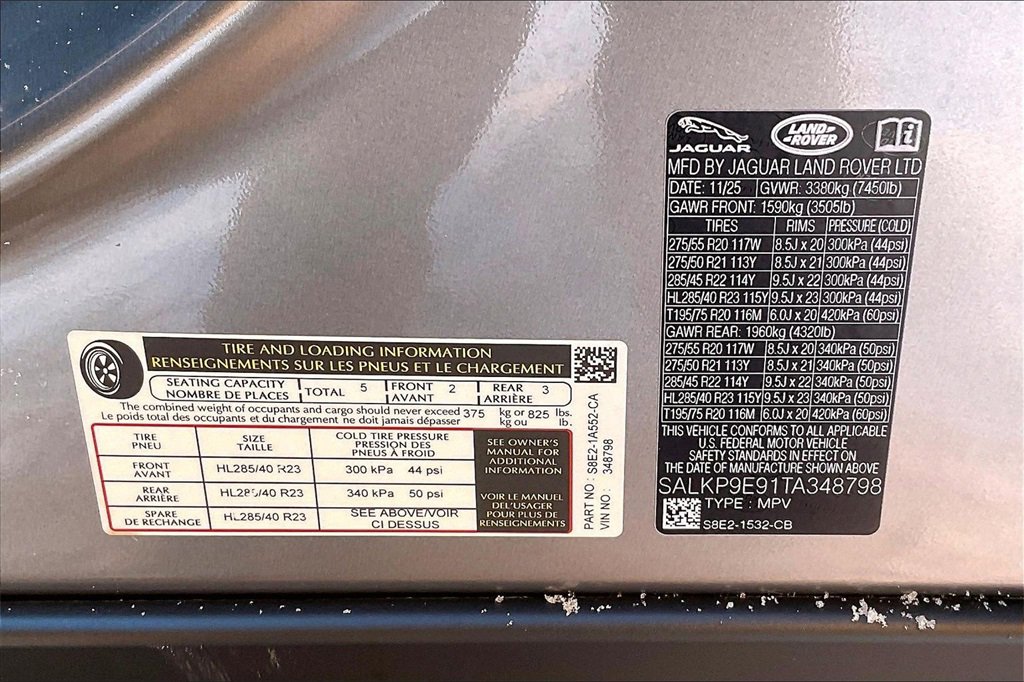 TIRE AND LOADING INFORMATION
RENSEIGNEMENTS SUR LES PNEUS ET LE CHARGEMENT
SEATING CAPACITY
NOMBRE DE PLACES
TOTAL 5
FRONT
AVANT 2
REAR
ARRIÈRE 3
The combined weight of occupants and cargo should never exceed 375 kg or 825 lbs.
Le poids total des occupants et du chargement ne doit jamais dépasser kg ou lb.
TIRE
PNEU
SIZE
TAILLE
COLD TIRE PRESSURE
PRESSION DES
PNEUS À FROID
FRONT
AVANT
HL285/40 R23
300 kPa 44 psi
REAR
ARRIÈRE
HL285/40 R23
340 kPa 50 psi
SPARE
DE RECHANGE
HL285/40 R23
SEE ABOVE/VOIR
CI DESSUS
SEE OWNER'S
MANUAL FOR
ADDITIONAL
INFORMATION
VOIR LE MANUEL
DE L'USAGER
POUR PLUS DE
RENSEIGNEMENTS
PART NO : S8E2-1A552-CA
VIN NO : 348798
JAGUAR
LAND-
ROVER
MFD BY JAGUAR LAND ROVER LTD
DATE: 11/25 GVWR: 3380kg (7450lb)
GAWR FRONT: 1590kg (3505lb)
TIRES RIMS PRESSURE (COLD)
275/55 R20 117W 8.5J x 20 300kPa (44psi)
275/50 R21 113Y 8.5J x 21 300kPa (44psi)
285/45 R22 114Y 9.5J x 22 300kPa (44psi)
HL285/40 R23 115Y 9.5J x 23 300kPa (44psi)
T195/75 R20 116M 6.0J x 20 420kPa (60psi)
GAWR REAR: 1960kg (4320lb)
275/55 R20 117W 8.5J x 20 340kPa (50psi)
275/50 R21 113Y 8.5J x 21 340kPa (50psi)
285/45 R22 114Y 9.5J x 22 340kPa (50psi)
HL285/40 R23 115Y 9.5J x 23 340kPa (50psi)
T195/75 R20 116M 6.0J x 20 420kPa (60psi)
THIS VEHICLE CONFORMS TO ALL APPLICABLE
U.S. FEDERAL MOTOR VEHICLE
SAFETY STANDARDS IN EFFECT ON
THE DATE OF MANUFACTURE SHOWN ABOVE
SALKP9E91TA348798
TYPE : MPV
S8E2-1532-CB